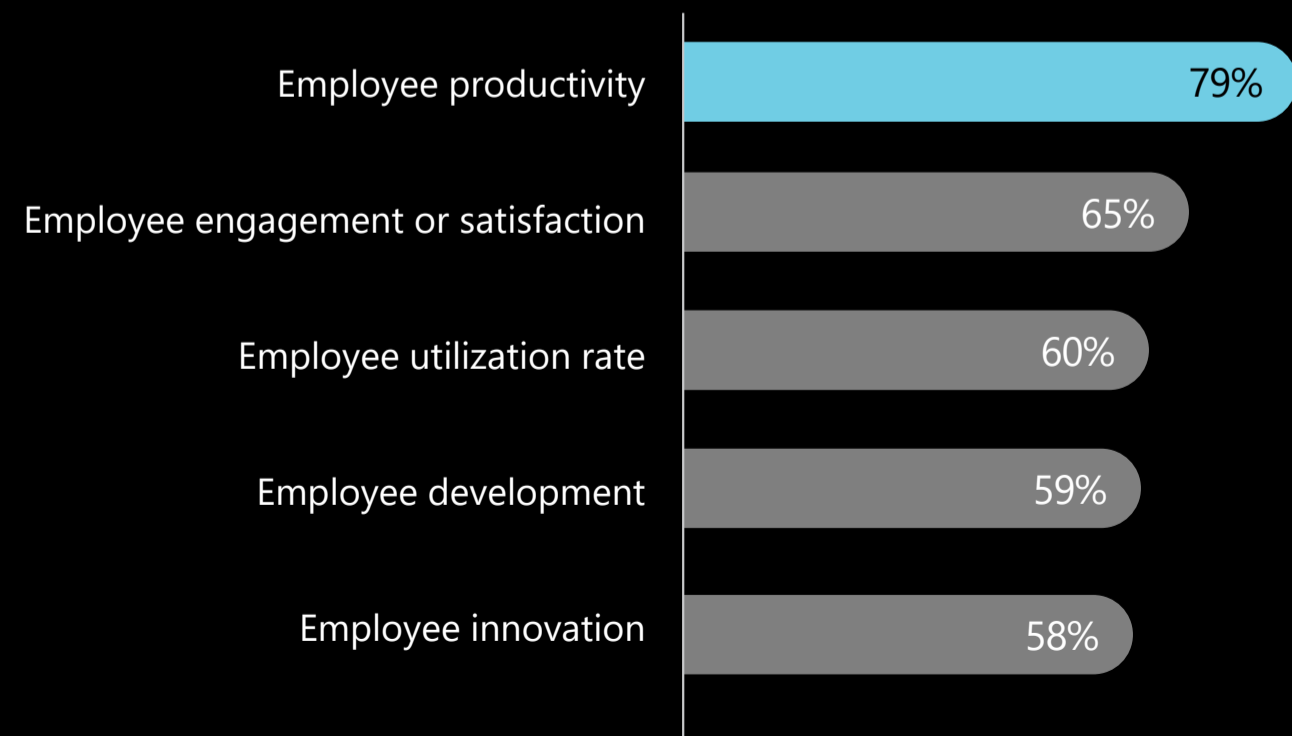 Employee productivity 79%
Employee engagement or satisfaction 65%
Employee utilization rate 60%
Employee development 59%
Employee innovation 58%